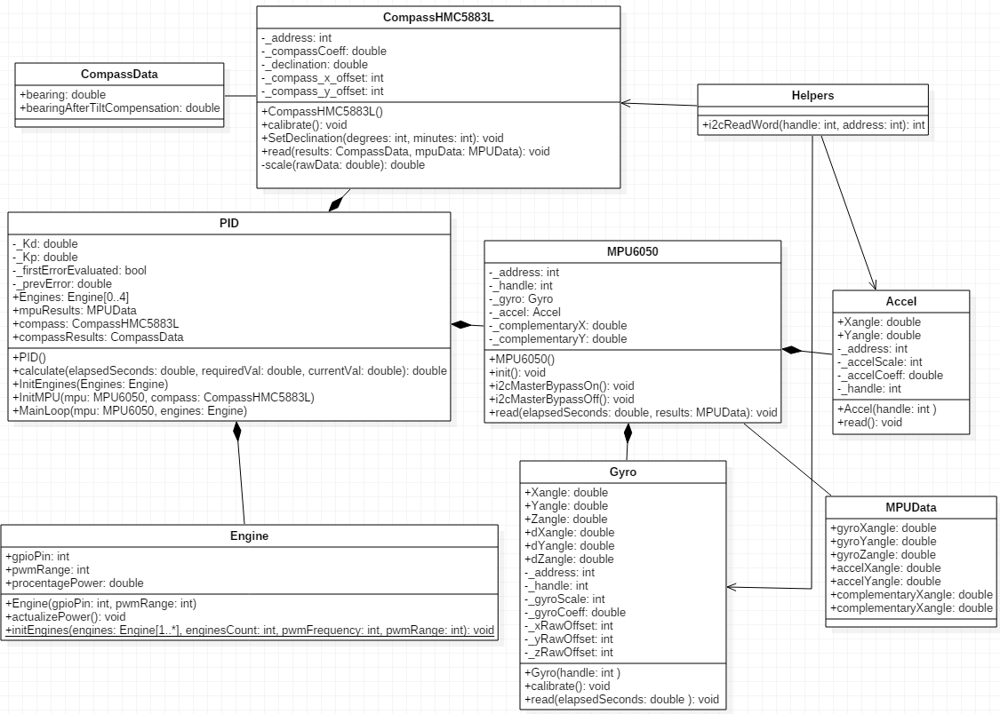 CompassHMC5883L
-_address: int
-_compassCoeff: double
-_declination: double
-_compass_x_offset: int
-_compass_y_offset: int
+CompassHMC5883L()
+calibrate(): void
+SetDeclination(degrees: int, minutes: int): void
+read(results: CompassData, mpuData: MPUData): void
-scale(rawData: double): double
CompassData
+bearing: double
+bearingAfterTiltCompensation: double
Helpers
+i2cReadWord(handle: int, address: int): int
PID
-_Kd: double
-_Kp: double
-_firstErrorEvaluated: bool
-_prevError: double
+Engines: Engine[0..4]
+mpuResults: MPUData
+compass: CompassHMC5883L
+compassResults: CompassData
+PID()
+calculate(elapsedSeconds: double, requiredVal: double, currentVal: double): double
+InitEngines(Engines: Engine)
+InitMPU(mpu: MPU6050, compass: CompassHMC5883L)
+MainLoop(mpu: MPU6050, engines: Engine)
MPU6050
-_address: int
-_handle: int
-_gyro: Gyro
-_accel: Accel
-_complementaryX: double
-_complementaryY: double
+MPU6050()
+init(): void
+i2cMasterBypassOn(): void
+i2cMasterBypassOff(): void
+read(elapsedSeconds: double, results: MPUData): void
Accel
+Xangle: double
+Yangle: double
-_address: int
-_accelScale: int
-_accelCoeff: double
-_handle: int
+Accel(handle: int )
+read(): void
Engine
+gpioPin: int
+pwmRange: int
+procentagePower: double
+Engine(gpioPin: int, pwmRange: int)
+actualizePower(): void
+initEngines(engines: Engine[1..*], enginesCount: int, pwmFrequency: int, pwmRange: int): void
Gyro
+Xangle: double
+Yangle: double
+Zangle: double
+dXangle: double
+dYangle: double
+dZangle: double
-_address: int
-_handle: int
-_gyroScale: int
-_gyroCoeff: double
-_xRawOffset: int
-_yRawOffset: int
-_zRawOffset: int
+Gyro(handle: int )
+calibrate(): void
+read(elapsedSeconds: double ): void
MPUData
+gyroXangle: double
+gyroYangle: double
+gyroZangle: double
+accelXangle: double
+accelYangle: double
+complementaryXangle: double
+complementaryXangle: double